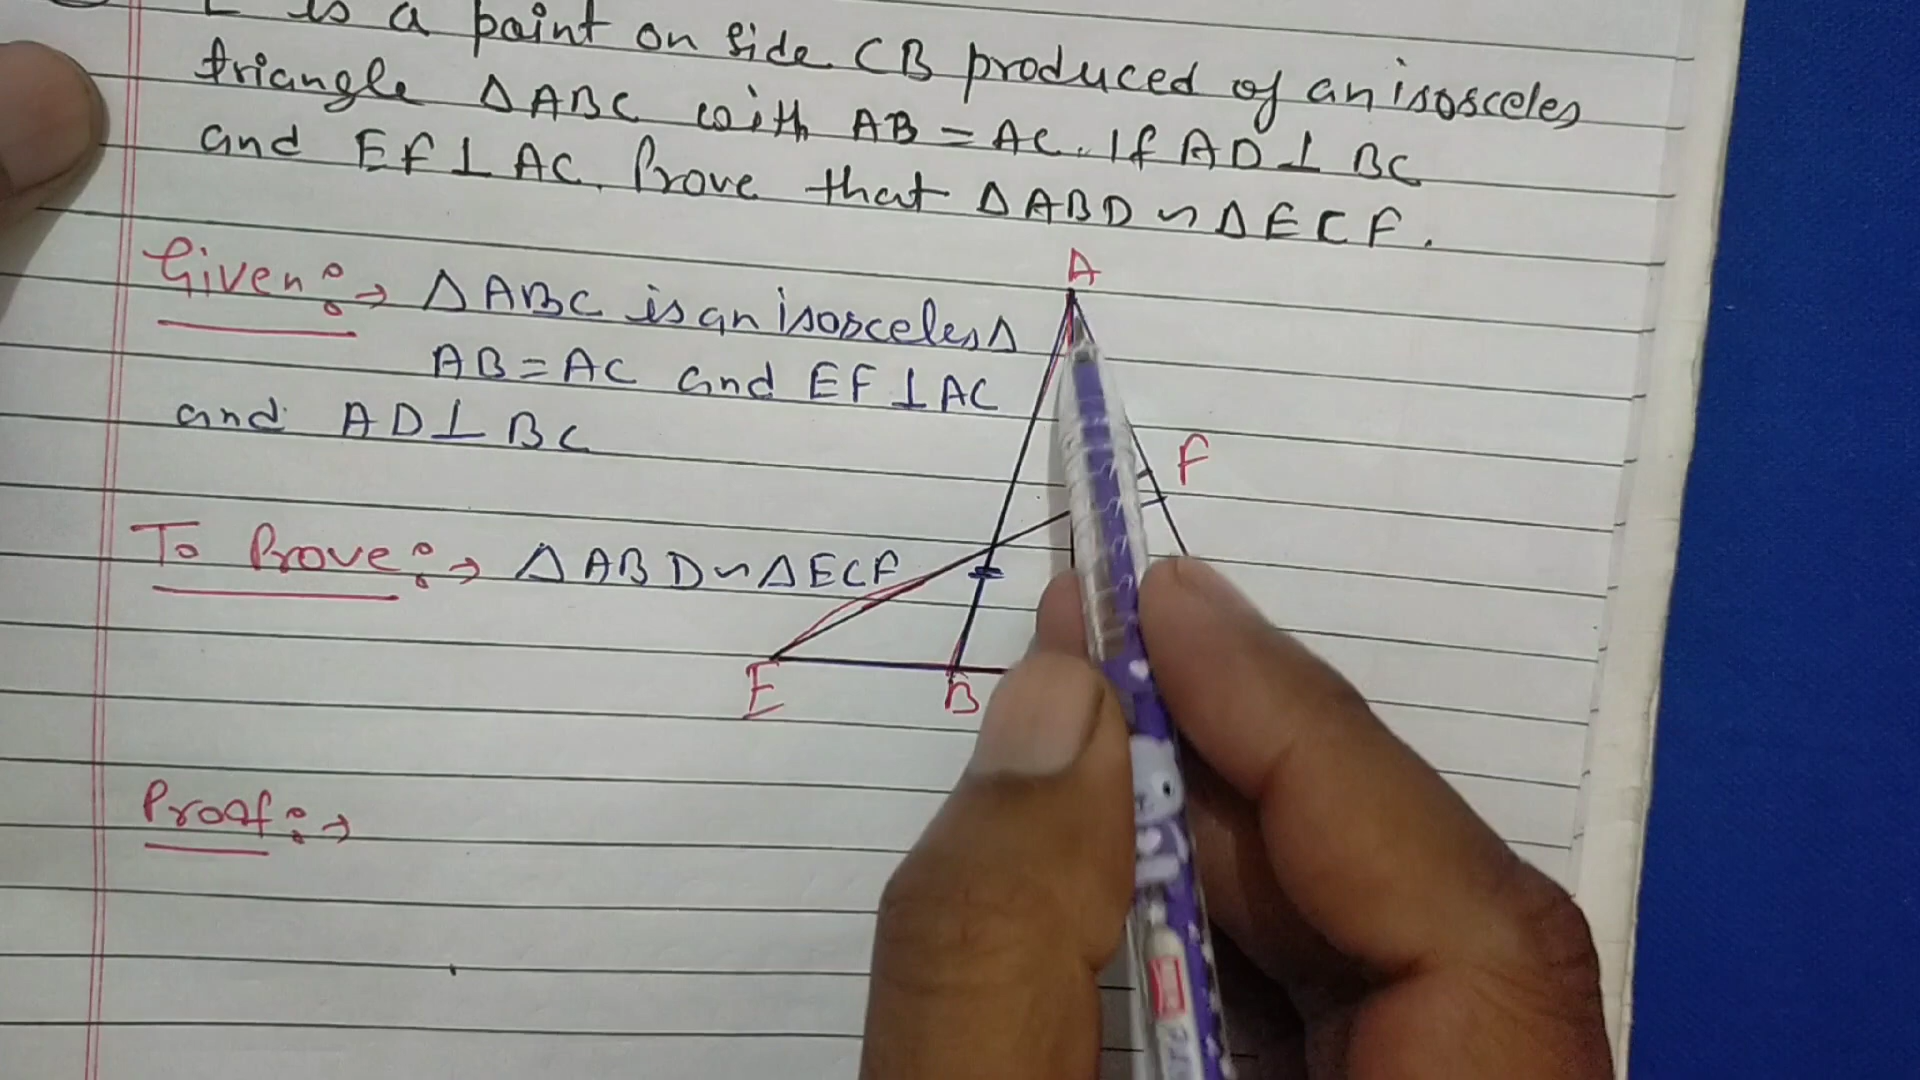 is a point on side CB produced of an isosceles
triangle ΔABC with AB = AC. If AD ⊥ BC
and EF ⊥ AC. Prove that ΔABD ∽ ΔECF.
Given:→ ΔABC is an isosceles Δ
AB = AC and EF ⊥ AC
and AD ⊥ BC
To Prove:→ ΔABD ∽ ΔECF
Proof:→
A
F
E
B